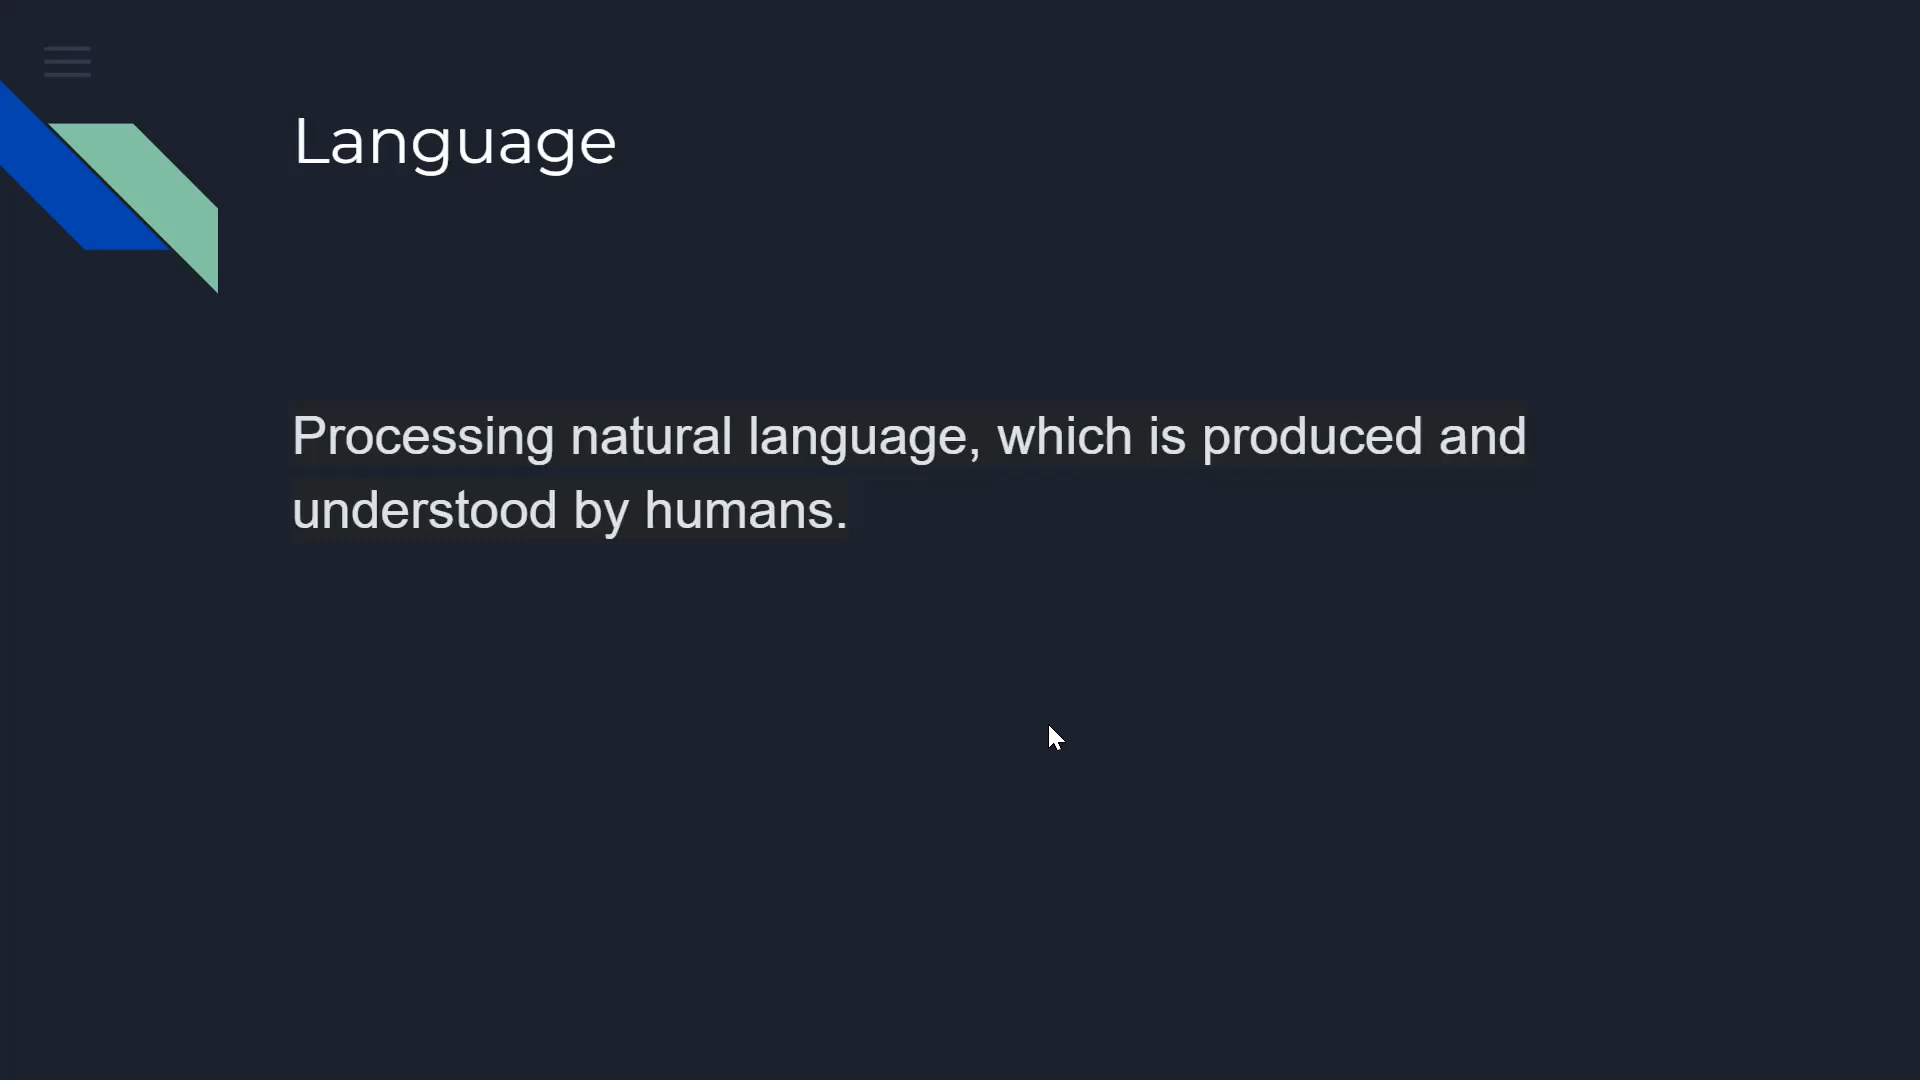 Language
Processing natural language, which is produced and
understood by humans.